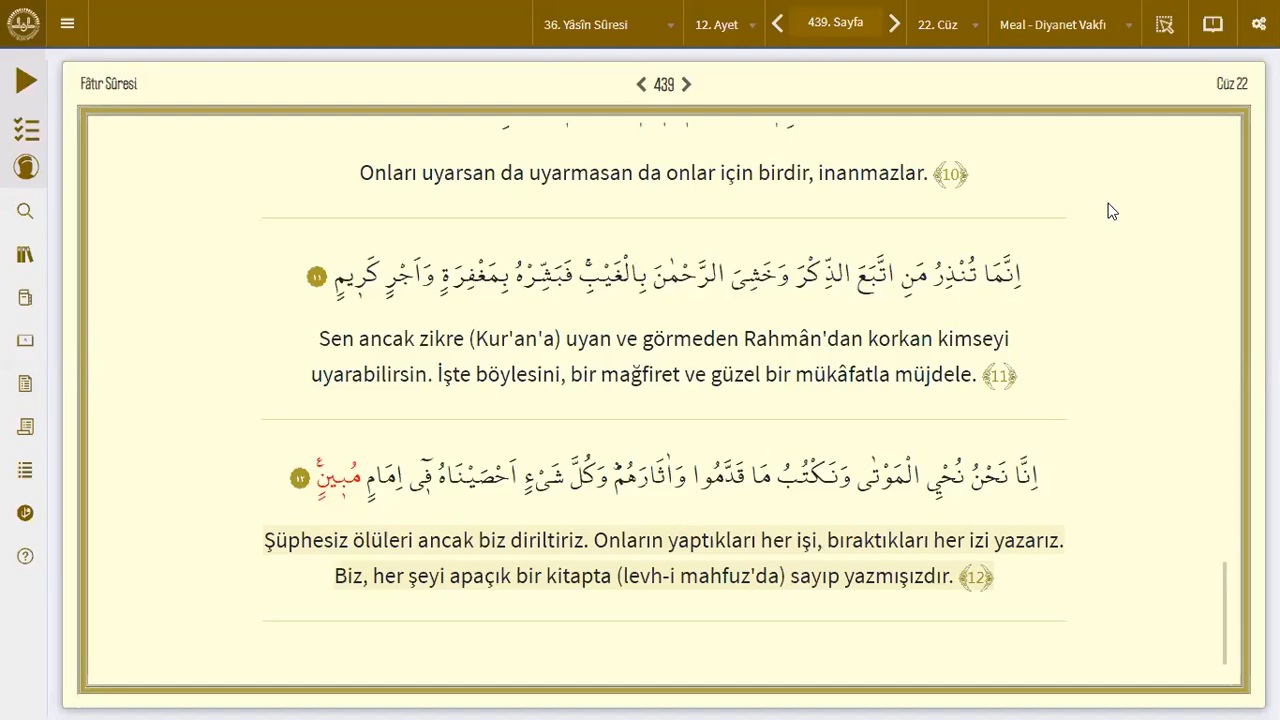 36. Yâsîn Sûresi 12. Ayet 439. Sayfa 22. Cüz Meal - Diyanet Vakfı
Fâtır Sûresi 439 Cüz 22
Onları uyarsan da uyarmasan da onlar için birdir, inanmazlar. ﴾10﴿
اِنَّمَا تُنْذِرُ مَنِ اتَّبَعَ الذِّكْرَ وَخَشِيَ الرَّحْمٰنَ بِالْغَيْبِۚ فَبَشِّرْهُ بِمَغْفِرَةٍ وَاَجْرٍ كَر۪يمٍ ١١
Sen ancak zikre (Kur'an'a) uyan ve görmeden Rahmân'dan korkan kimseyi
uyarabilirsin. İşte böylesini, bir mağfiret ve güzel bir mükâfatla müjdele. ﴾11﴿
اِنَّا نَحْنُ نُحْيِ الْمَوْتٰى وَنَكْتُبُ مَا قَدَّمُوا وَاٰثَارَهُمْۜ وَكُلَّ شَيْءٍ اَحْصَيْنَاهُ ف۪ٓي اِمَامٍ مُب۪ينٍ۟ ١٢
Şüphesiz ölüleri ancak biz diriltiriz. Onların yaptıkları her işi, bıraktıkları her izi yazarız.
Biz, her şeyi apaçık bir kitapta (levh-i mahfuz'da) sayıp yazmışızdır. ﴾12﴿